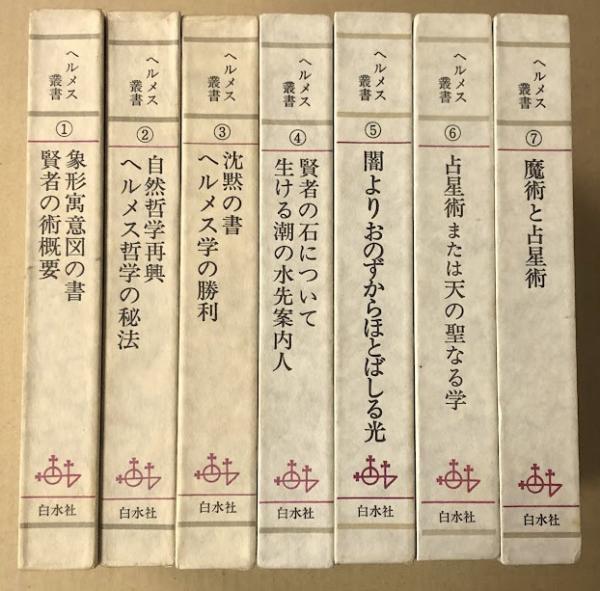 ヘルメス
叢書
①
象形寓意図の書
賢者の術概要
白水社
ヘルメス
叢書
②
自然哲学再興
ヘルメス哲学の秘法
白水社
ヘルメス
叢書
③
沈黙の書
ヘルメス学の勝利
白水社
ヘルメス
叢書
④
賢者の石について
生ける潮の水先案内人
白水社
ヘルメス
叢書
⑤
闇よりおのずからほとばしる光
白水社
ヘルメス
叢書
⑥
占星術または天の聖なる学
白水社
ヘルメス
叢書
⑦
魔術と占星術
白水社